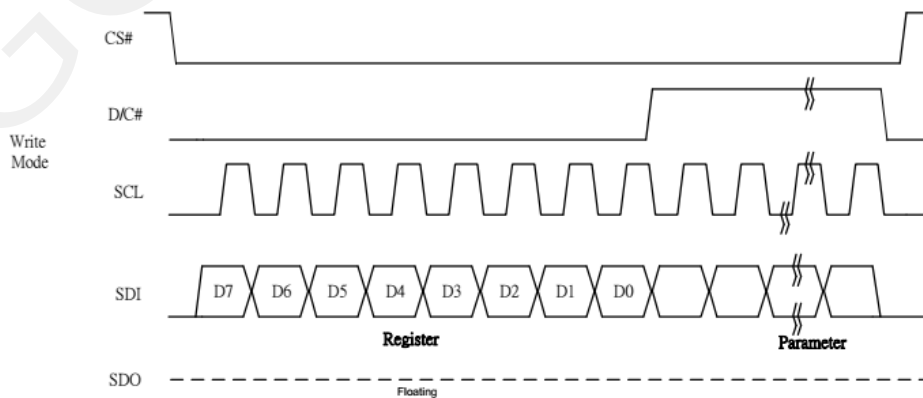 CS#
D/C#
Write
Mode
SCL
SDI D7 D6 D5 D4 D3 D2 D1 D0
Register Parameter
SDO
Floating